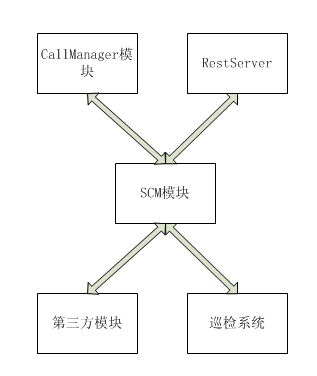 CallManager模
块
RestServer
SCM模块
第三方模块
巡检系统